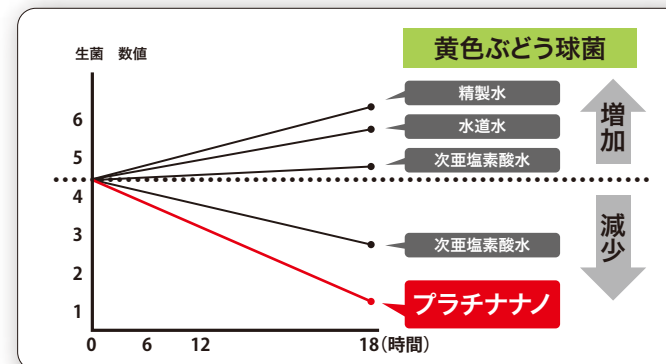 黄色ぶどう球菌
生菌 数値
6
5
4
3
2
1
0 6 12 18(時間)
精製水
水道水
次亜塩素酸水
次亜塩素酸水
プラチナナノ
増加
減少